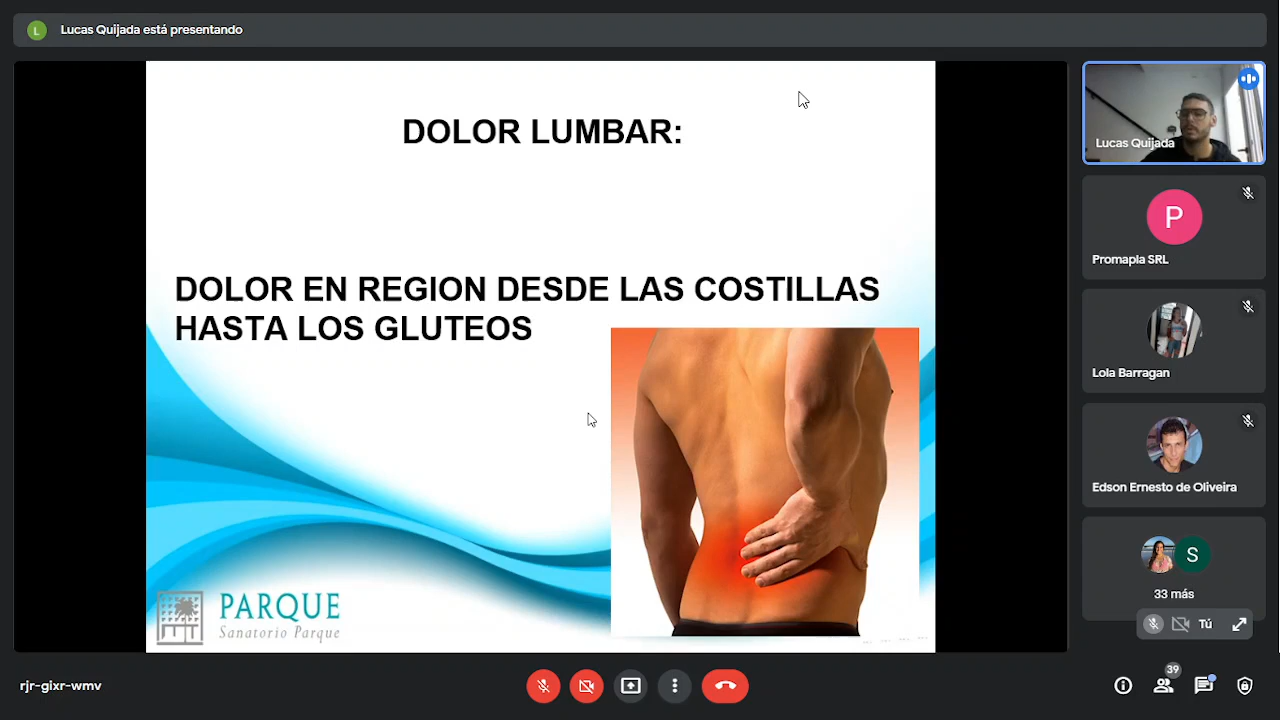 L
Lucas Quijada está presentando
DOLOR LUMBAR:
DOLOR EN REGION DESDE LAS COSTILLAS
HASTA LOS GLUTEOS
PARQUE
Sanatorio Parque
Lucas Quijada
P
Promapla SRL
Lola Barragan
Edson Ernesto de Oliveira
S
33 más
Tú
rjr-gixr-wmv
39